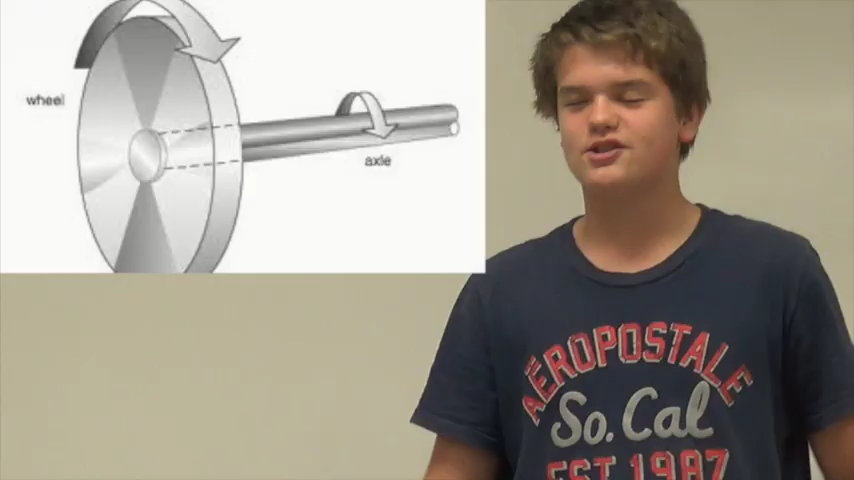 wheel
axle
AÉROPOSTALE
So. Cal
EST 1987